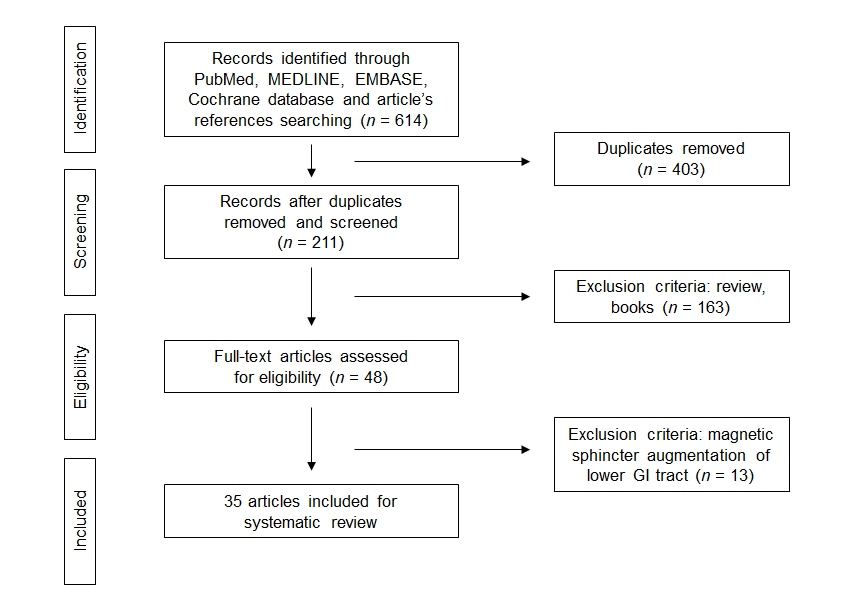 Identification
Records identified through
PubMed, MEDLINE, EMBASE,
Cochrane database and article’s
references searching (n = 614)
Duplicates removed
(n = 403)
Screening
Records after duplicates
removed and screened
(n = 211)
Exclusion criteria: review,
books (n = 163)
Eligibility
Full-text articles assessed
for eligibility (n = 48)
Exclusion criteria: magnetic
sphincter augmentation of
lower GI tract (n = 13)
Included
35 articles included for
systematic review